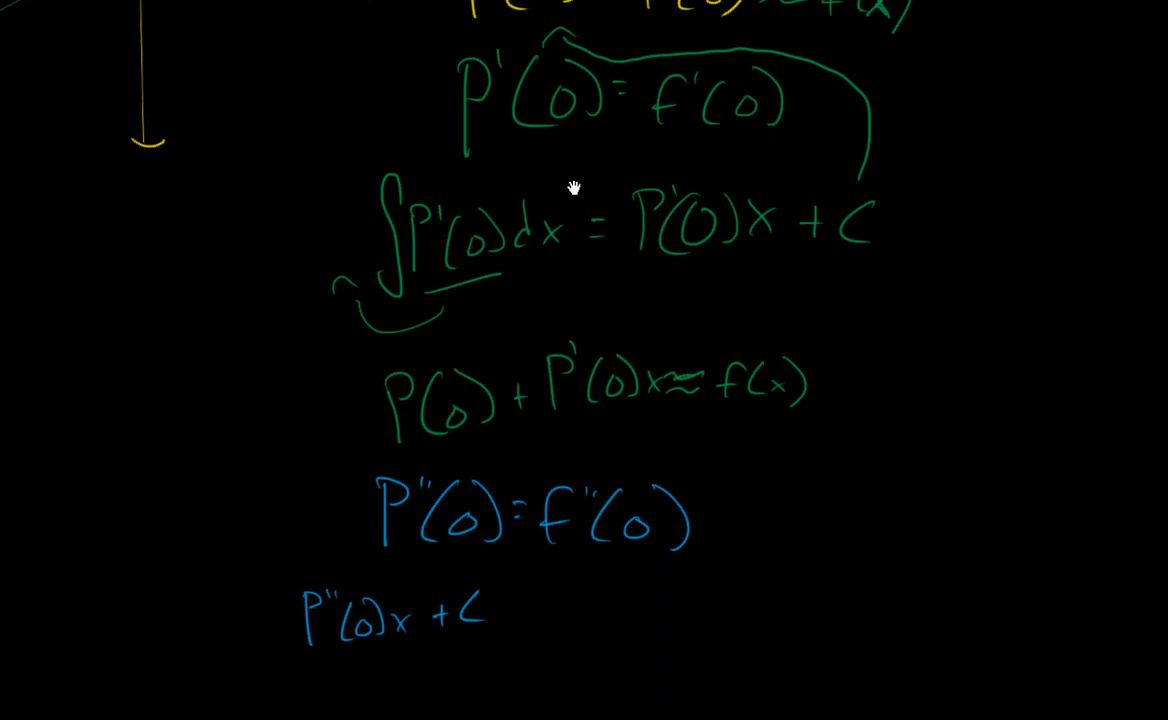 P'(0) = f'(0)
∫P'(0)dx = P'(0)x + C
P(0) + P'(0)x ≈ f(x)
P''(0) = f''(0)
P''(0)x + C